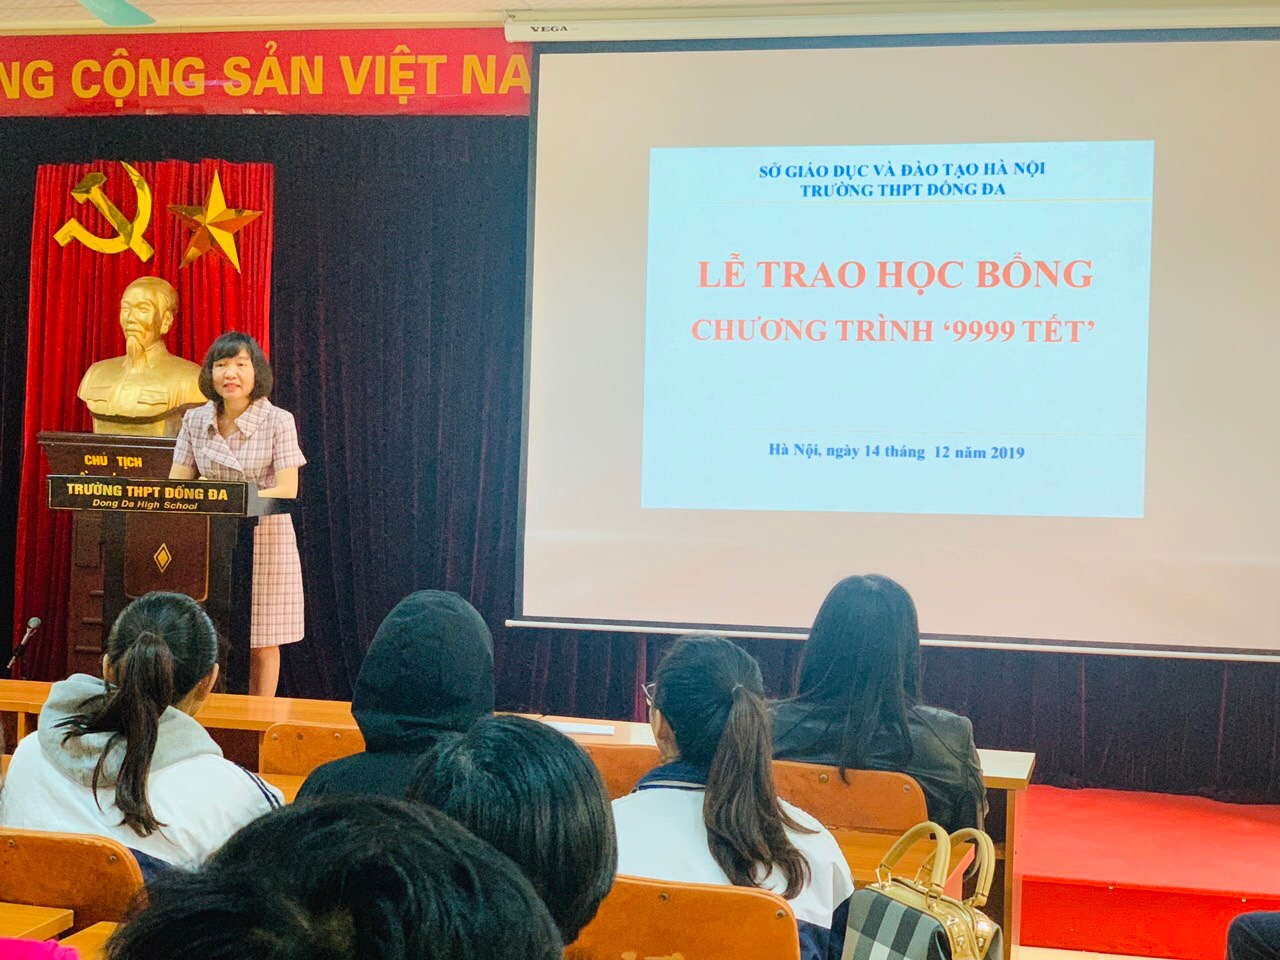 NG CỘNG SẢN VIỆT NA
VEGA
SỞ GIÁO DỤC VÀ ĐÀO TẠO HÀ NỘI
TRƯỜNG THPT ĐỐNG ĐA
LỄ TRAO HỌC BỔNG
CHƯƠNG TRÌNH ‘9999 TẾT’
Hà Nội, ngày 14 tháng 12 năm 2019
CHỦ TỊCH
TRƯỜNG THPT ĐỐNG ĐA
Dong Da High School